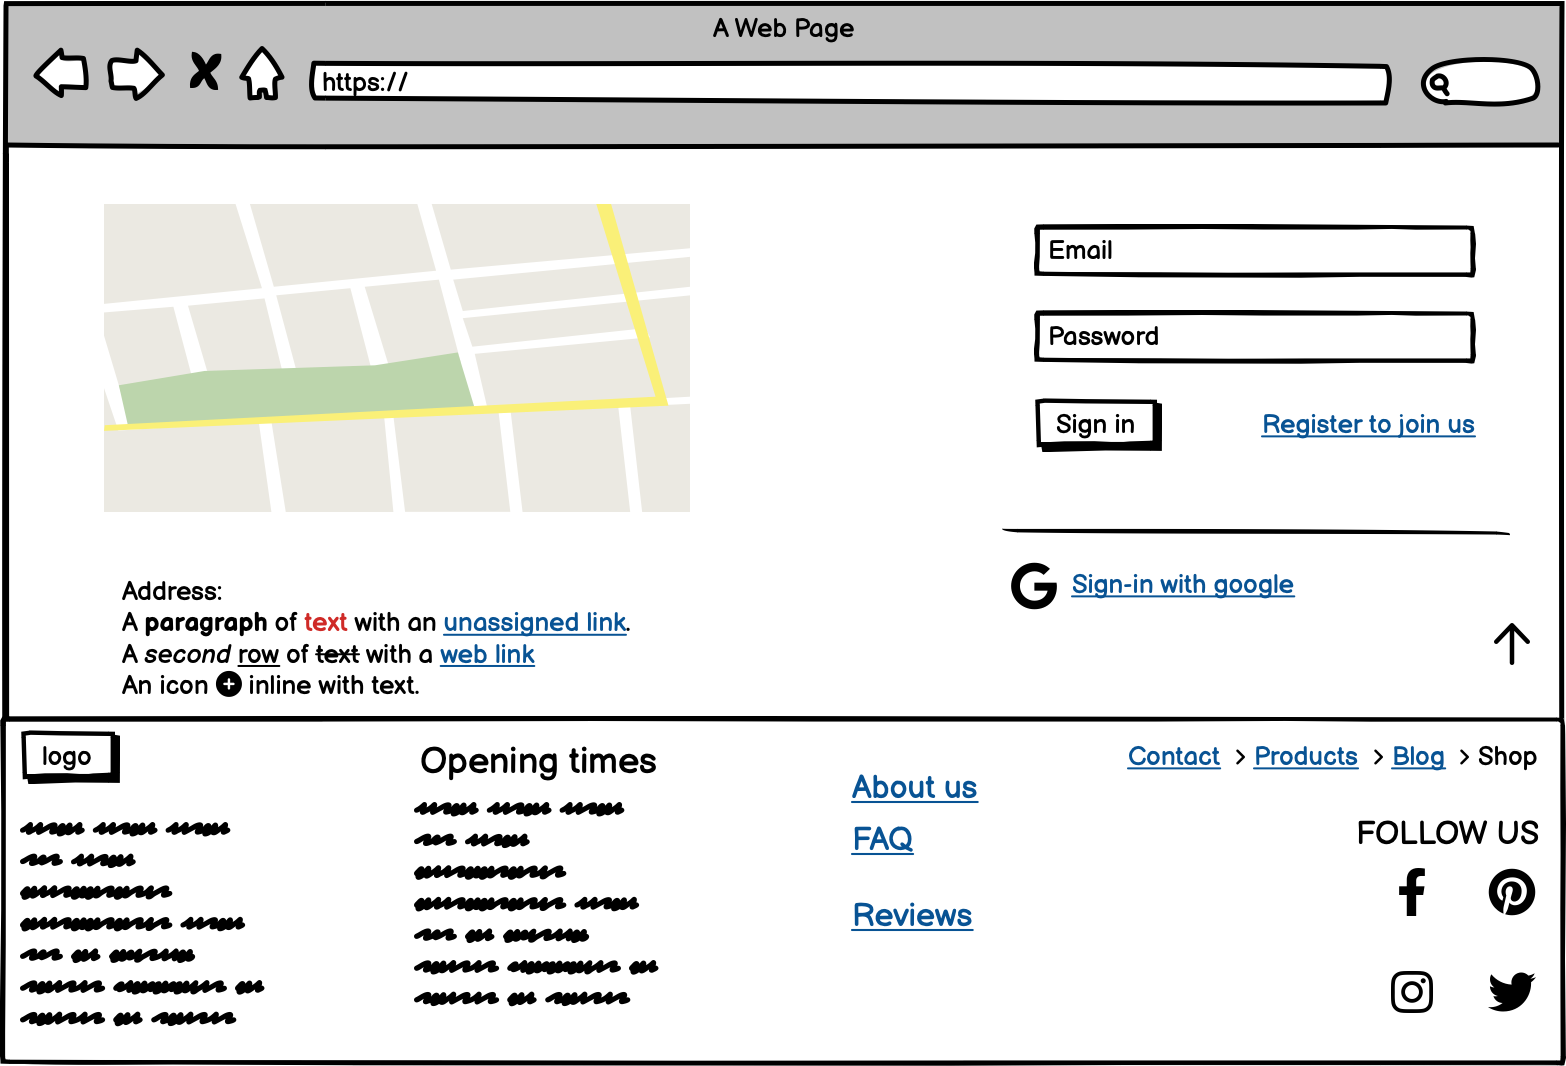 A Web Page
https://
Email
Password
Sign in
Register to join us
Sign-in with google
Address:
A paragraph of text with an unassigned link.
A second row of text with a web link
An icon inline with text.
logo
Opening times
About us
FAQ
Reviews
Contact > Products > Blog > Shop
FOLLOW US